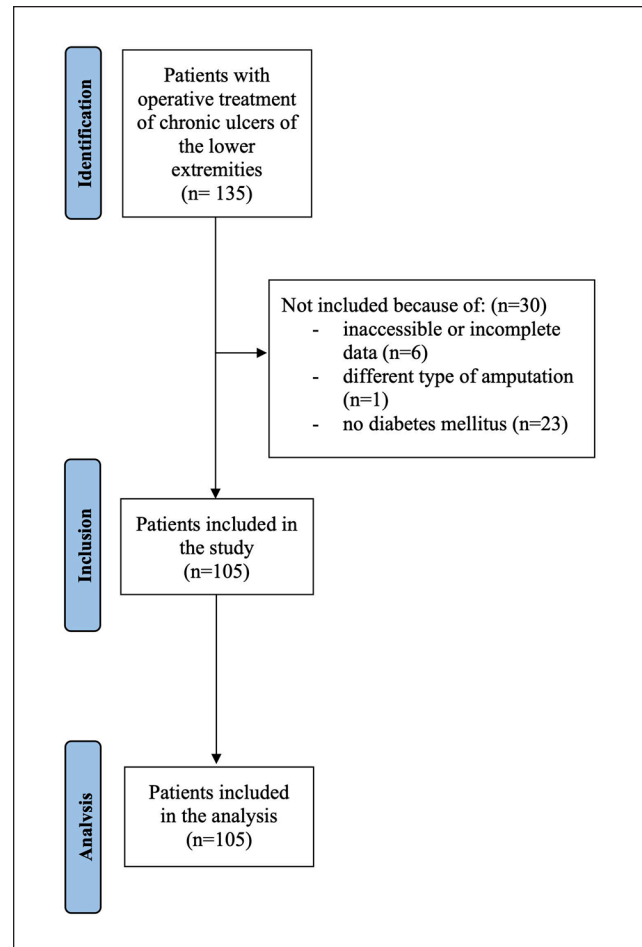 Identification
Patients with
operative treatment
of chronic ulcers of
the lower
extremities
(n= 135)
Not included because of: (n=30)
- inaccessible or incomplete
data (n=6)
- different type of amputation
(n=1)
- no diabetes mellitus (n=23)
Inclusion
Patients included in
the study
(n=105)
Analysis
Patients included
in the analysis
(n=105)